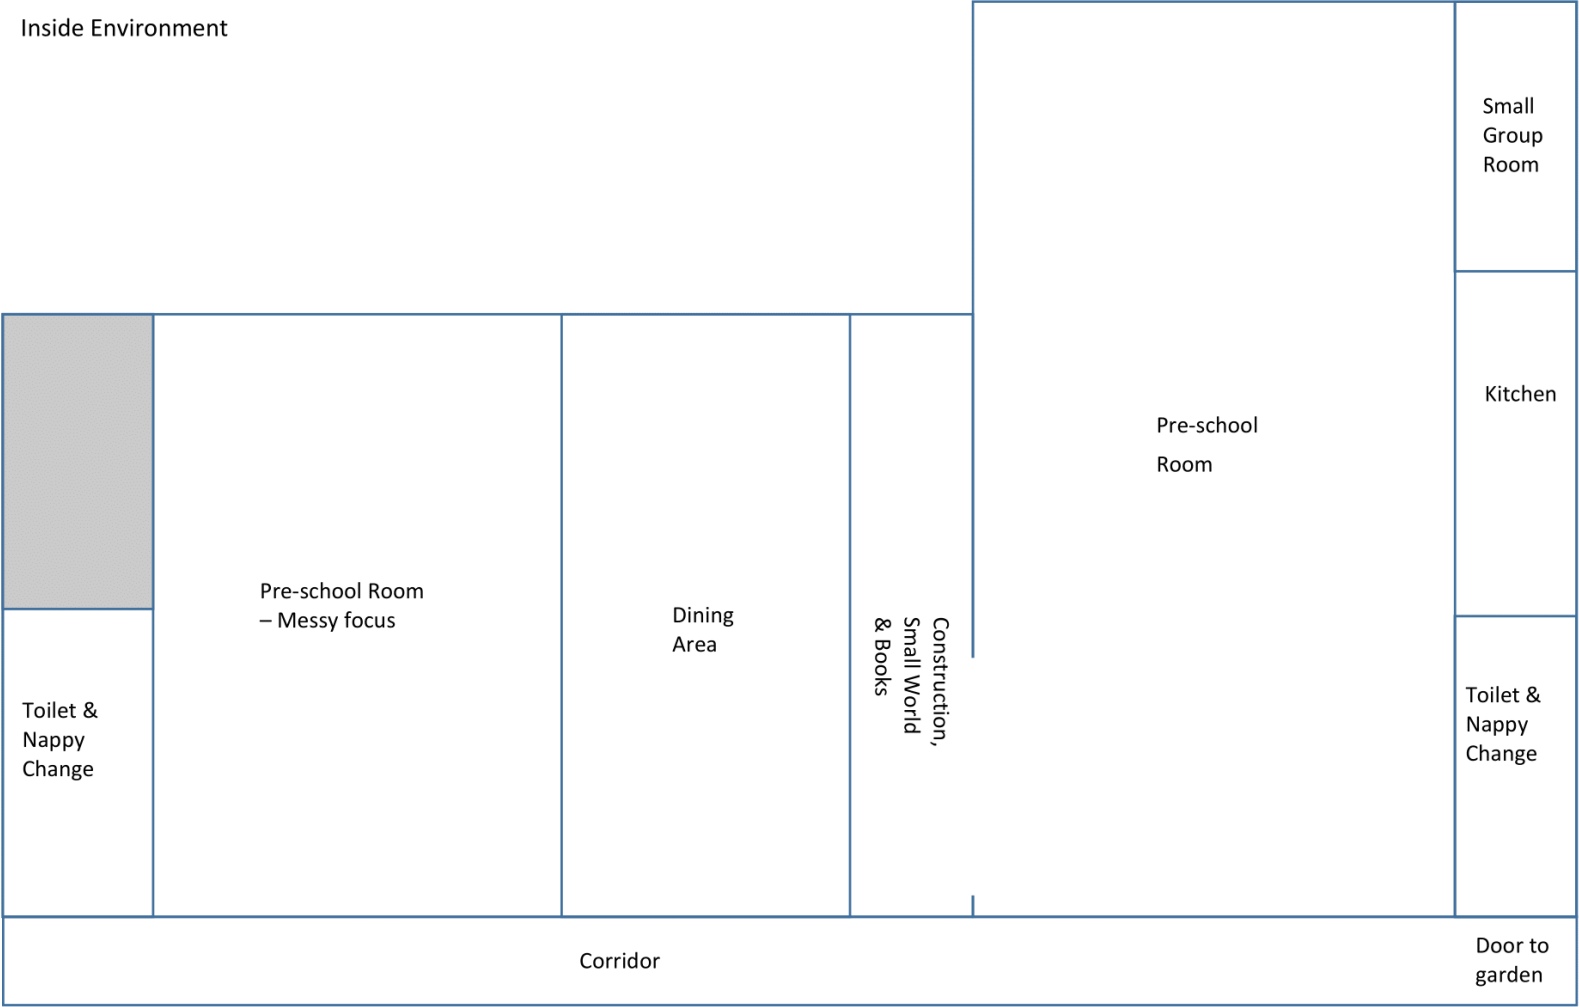 Inside Environment
Small
Group
Room
Kitchen
Pre-school
Room
Pre-school Room
– Messy focus
Dining
Area
Construction,
Small World
& Books
Toilet &
Nappy
Change
Toilet &
Nappy
Change
Corridor
Door to
garden